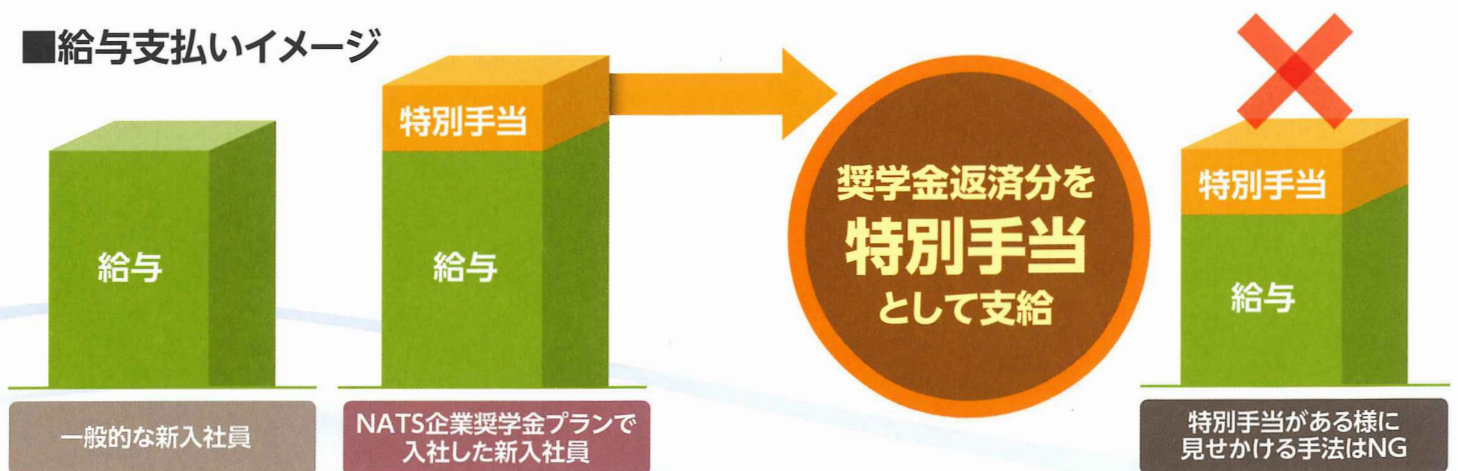 ■給与支払いイメージ
給与
一般的な新入社員
特別手当
給与
NATS企業奨学金プランで
入社した新入社員
奨学金返済分を
特別手当
として支給
特別手当
給与
特別手当がある様に
見せかける手法はNG